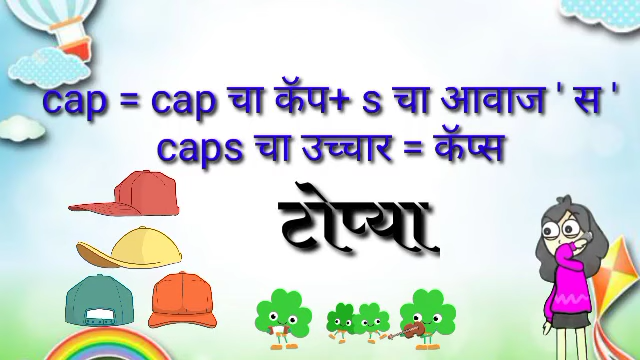 cap = cap चा कॅप+ s चा आवाज ' स '
caps चा उच्चार = कॅप्स
टोप्या